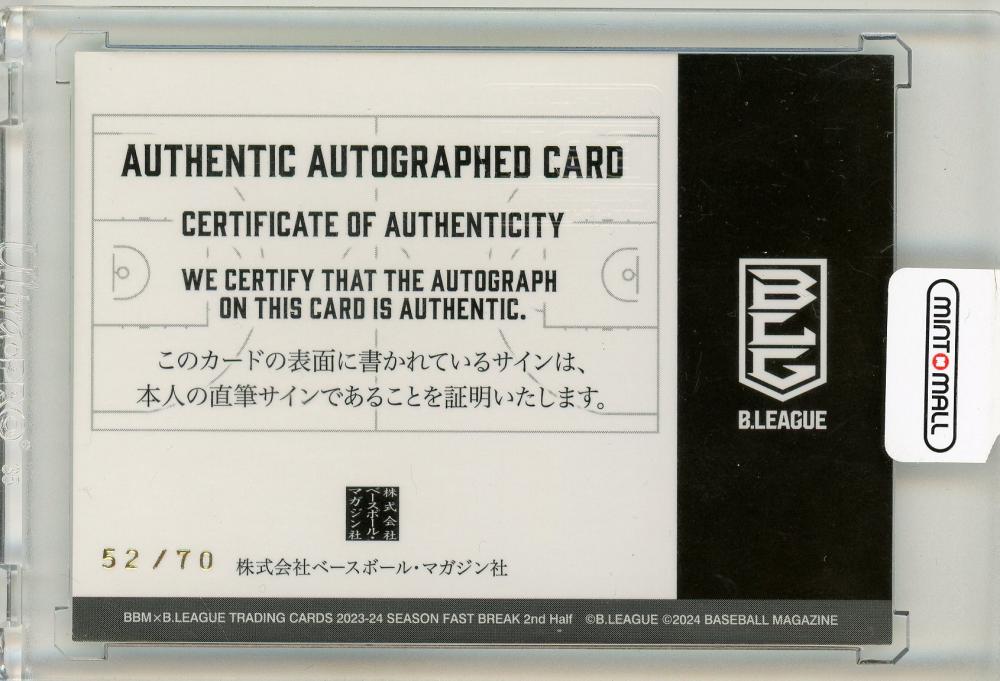 AUTHENTIC AUTOGRAPHED CARD
CERTIFICATE OF AUTHENTICITY
WE CERTIFY THAT THE AUTOGRAPH
ON THIS CARD IS AUTHENTIC.
このカードの表面に書かれているサインは、
本人の直筆サインであることを証明いたします。
株式会社
ベースボール・
マガジン社
52/70
株式会社ベースボール・マガジン社
BBM×B.LEAGUE TRADING CARDS 2023-24 SEASON FAST BREAK 2nd Half ©B.LEAGUE ©2024 BASEBALL MAGAZINE
BLG
B.LEAGUE
MINT MALL